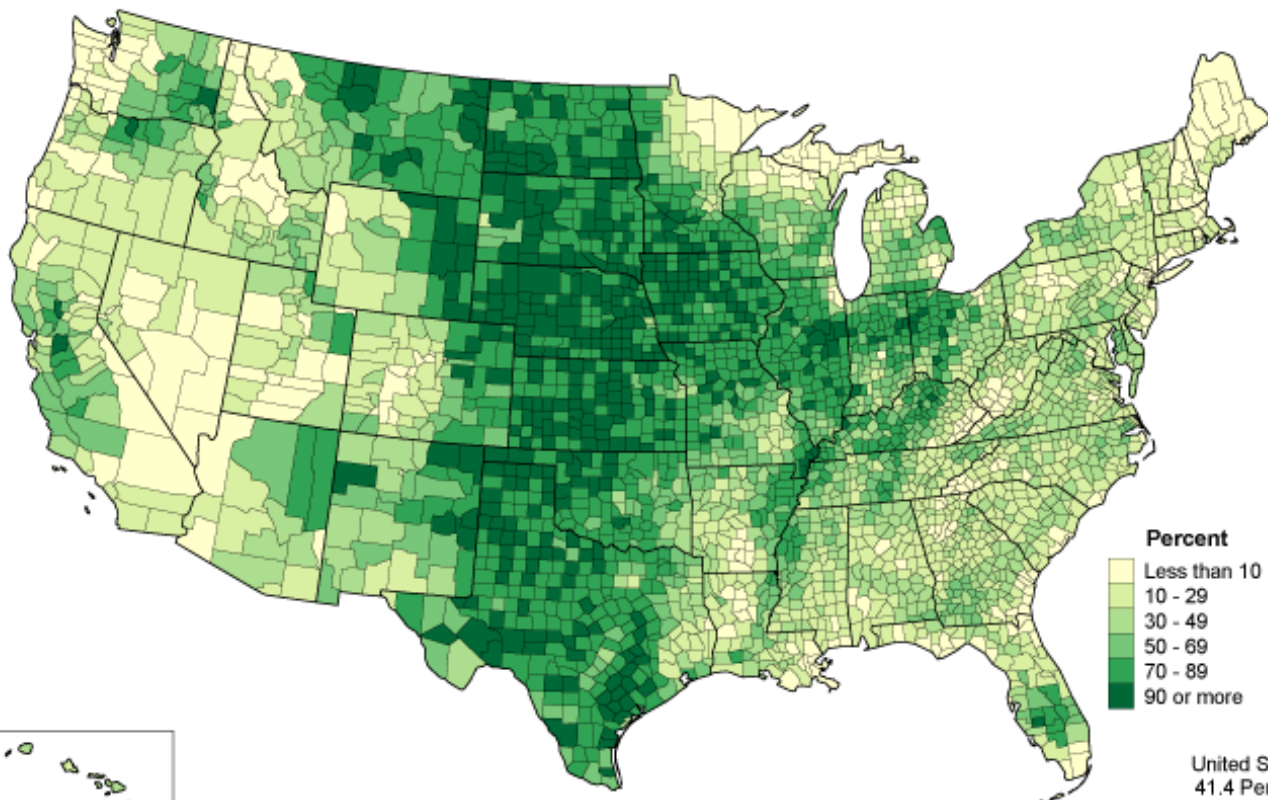 Percent
Less than 10
10 - 29
30 - 49
50 - 69
70 - 89
90 or more
United S
41.4 Per